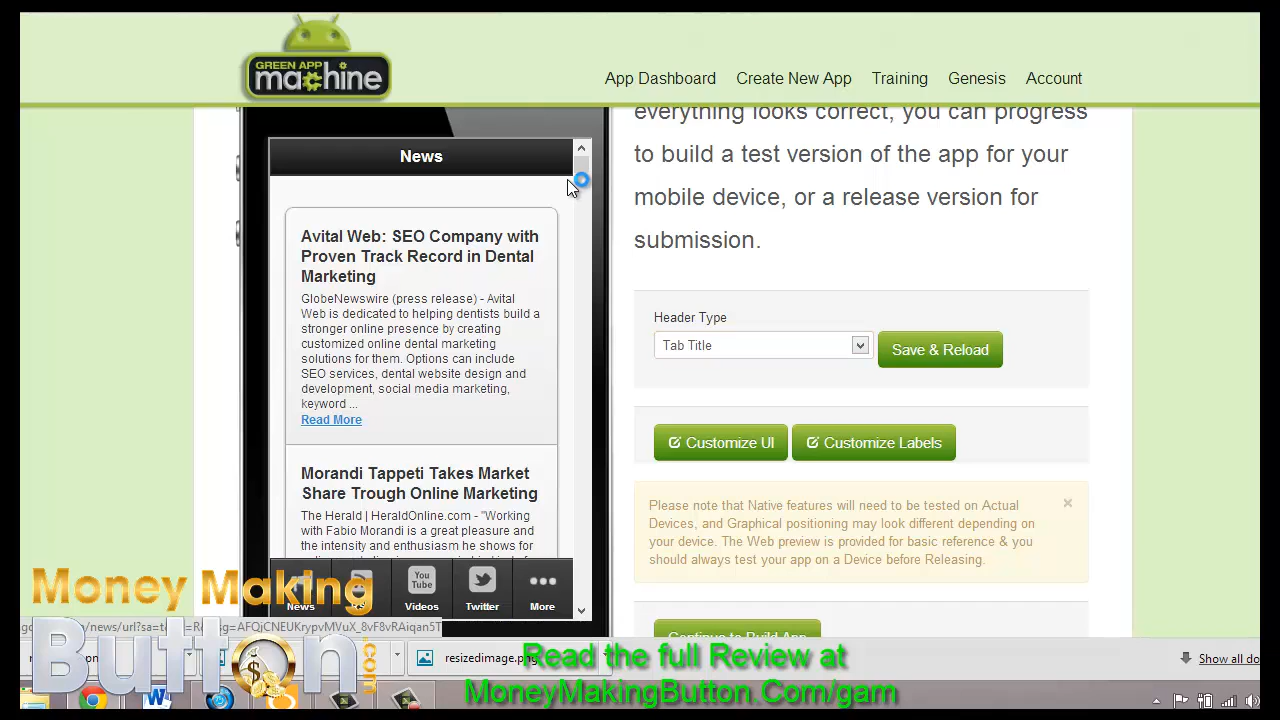 GREEN APP
machine
App Dashboard Create New App Training Genesis Account
everything looks correct, you can progress
to build a test version of the app for your
mobile device, or a release version for
submission.
News
Avital Web: SEO Company with
Proven Track Record in Dental
Marketing
GlobeNewswire (press release) - Avital
Web is dedicated to helping dentists build a
stronger online presence by creating
customized online dental marketing
solutions for them. Options can include
SEO services, dental website design and
development, social media marketing,
keyword ...
Read More
Morandi Tappeti Takes Market
Share Trough Online Marketing
The Herald | HeraldOnline.com - "Working
with Fabio Morandi is a great pleasure and
the intensity and enthusiasm he shows for
News
You
Tube
Videos Twitter More
Header Type
Tab Title
Save & Reload
Customize UI Customize Labels
Please note that Native features will need to be tested on Actual
Devices, and Graphical positioning may look different depending on
your device. The Web preview is provided for basic reference & you
should always test your app on a Device before Releasing.
×
Continue to Build App
Money Making
Button.com
resizedimage.png
Show all do
Read the full Review at
MoneyMakingButton.Com/gam